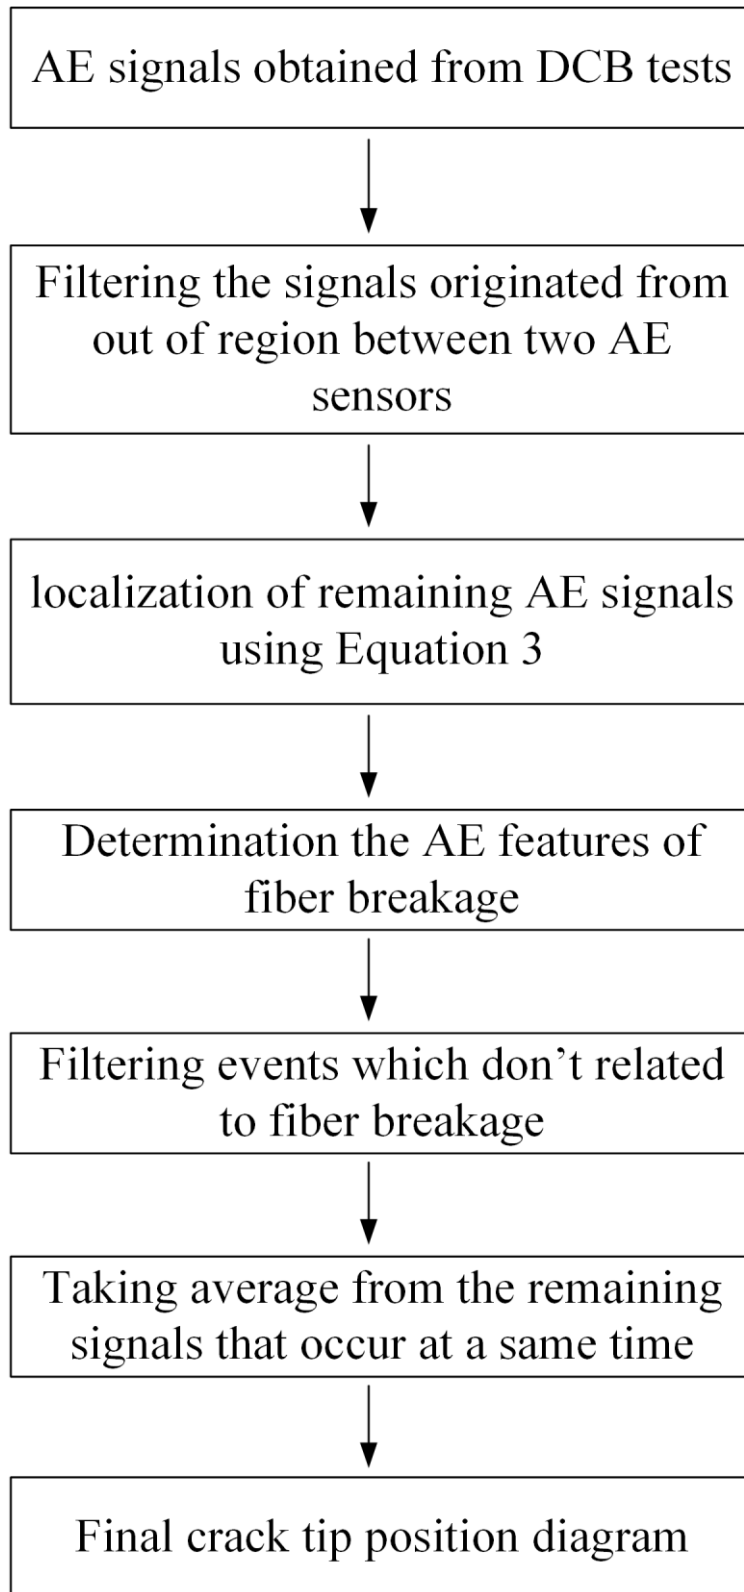 AE signals obtained from DCB tests
Filtering the signals originated from
out of region between two AE
sensors
localization of remaining AE signals
using Equation 3
Determination the AE features of
fiber breakage
Filtering events which don’t related
to fiber breakage
Taking average from the remaining
signals that occur at a same time
Final crack tip position diagram